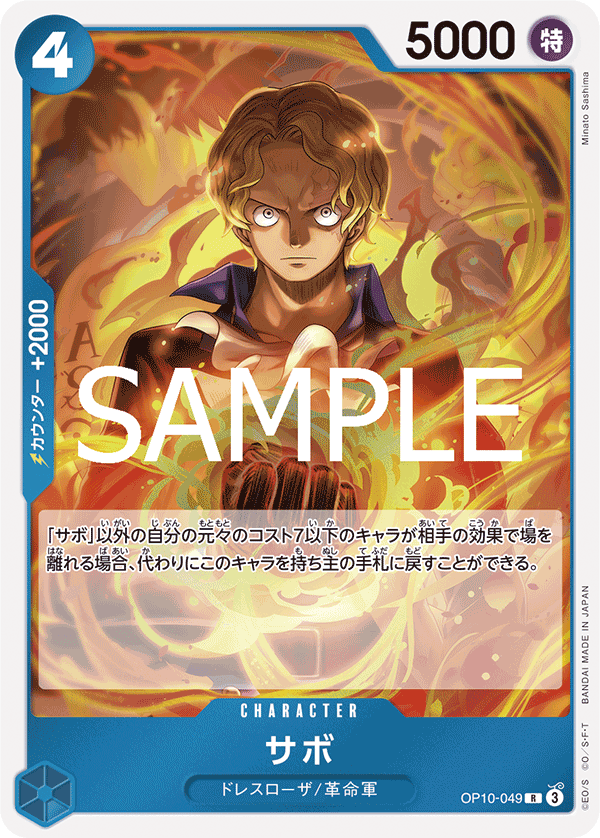 4
5000
特
Minato Sashima
カウンター +2000
SAMPLE
「サボ」以外の自分の元々のコスト7以下のキャラが相手の効果で場を
離れる場合、代わりにこのキャラを持ち主の手札に戻すことができる。
CHARACTER
サボ
ドレスローザ/革命軍
OP10-049 R 3
©E.O/S ©O/S・F・T BANDAI MADE IN JAPAN